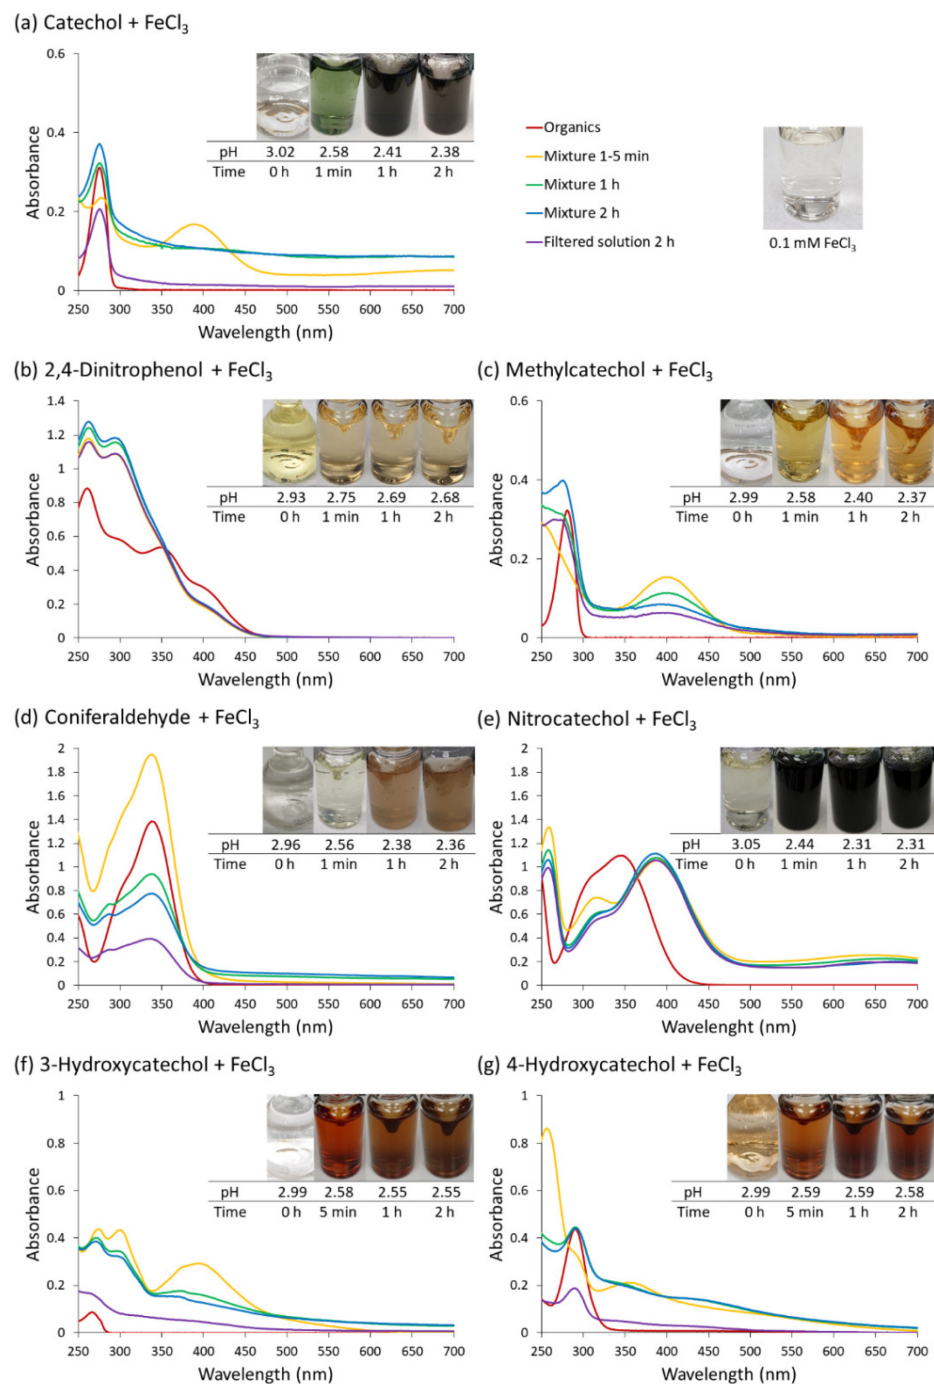 (a) Catechol + FeCl3
0.6
0.4
0.2
0
Absorbance
pH 3.02 2.58 2.41 2.38
Time 0 h 1 min 1 h 2 h
250 300 350 400 450 500 550 600 650 700
Wavelength (nm)
Organics
Mixture 1-5 min
Mixture 1 h
Mixture 2 h
Filtered solution 2 h
0.1 mM FeCl3
(b) 2,4-Dinitrophenol + FeCl3
1.4
1.2
1
0.8
0.6
0.4
0.2
0
Absorbance
pH 2.93 2.75 2.69 2.68
Time 0 h 1 min 1 h 2 h
250 300 350 400 450 500 550 600 650 700
Wavelength (nm)
(c) Methylcatechol + FeCl3
0.6
0.4
0.2
0
Absorbance
pH 2.99 2.58 2.40 2.37
Time 0 h 1 min 1 h 2 h
250 300 350 400 450 500 550 600 650 700
Wavelength (nm)
(d) Coniferaldehyde + FeCl3
2
1.8
1.6
1.4
1.2
1
0.8
0.6
0.4
0.2
0
Absorbance
pH 2.96 2.56 2.38 2.36
Time 0 h 1 min 1 h 2 h
250 300 350 400 450 500 550 600 650 700
Wavelength (nm)
(e) Nitrocatechol + FeCl3
2
1.8
1.6
1.4
1.2
1
0.8
0.6
0.4
0.2
0
Absorbance
pH 3.05 2.44 2.31 2.31
Time 0 h 1 min 1 h 2 h
250 300 350 400 450 500 550 600 650 700
Wavelenght (nm)
(f) 3-Hydroxycatechol + FeCl3
1
0.8
0.6
0.4
0.2
0
Absorbance
pH 2.99 2.58 2.55 2.55
Time 0 h 5 min 1 h 2 h
250 300 350 400 450 500 550 600 650 700
Wavelength (nm)
(g) 4-Hydroxycatechol + FeCl3
1
0.8
0.6
0.4
0.2
0
Absorbance
pH 2.99 2.59 2.59 2.58
Time 0 h 5 min 1 h 2 h
250 300 350 400 450 500 550 600 650 700
Wavelength (nm)